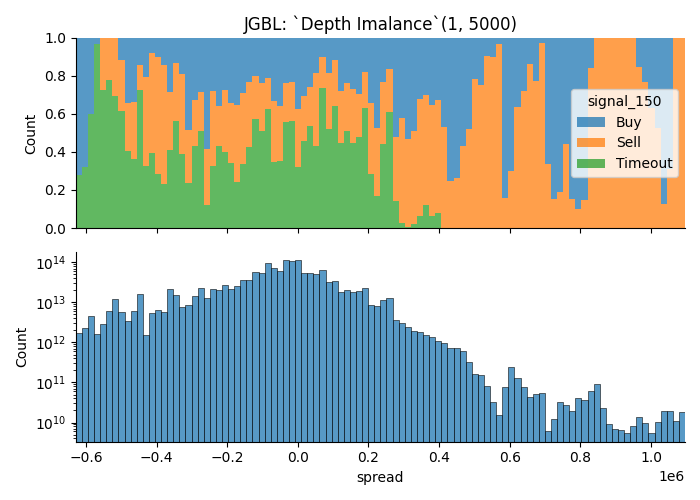 JGBL: `Depth Imalance`(1, 5000)
1.0
0.8
0.6
0.4
0.2
0.0
Count
signal_150
Buy
Sell
Timeout
10^14
10^13
10^12
10^11
10^10
Count
−0.6 −0.4 −0.2 0.0 0.2 0.4 0.6 0.8 1.0
1e6
spread